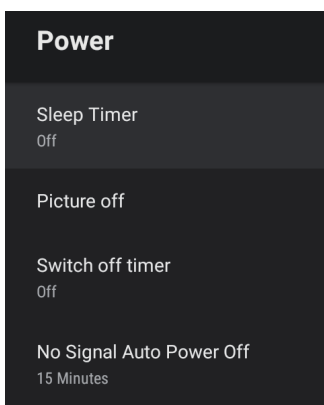 Power
Sleep Timer
Off
Picture off
Switch off timer
Off
No Signal Auto Power Off
15 Minutes